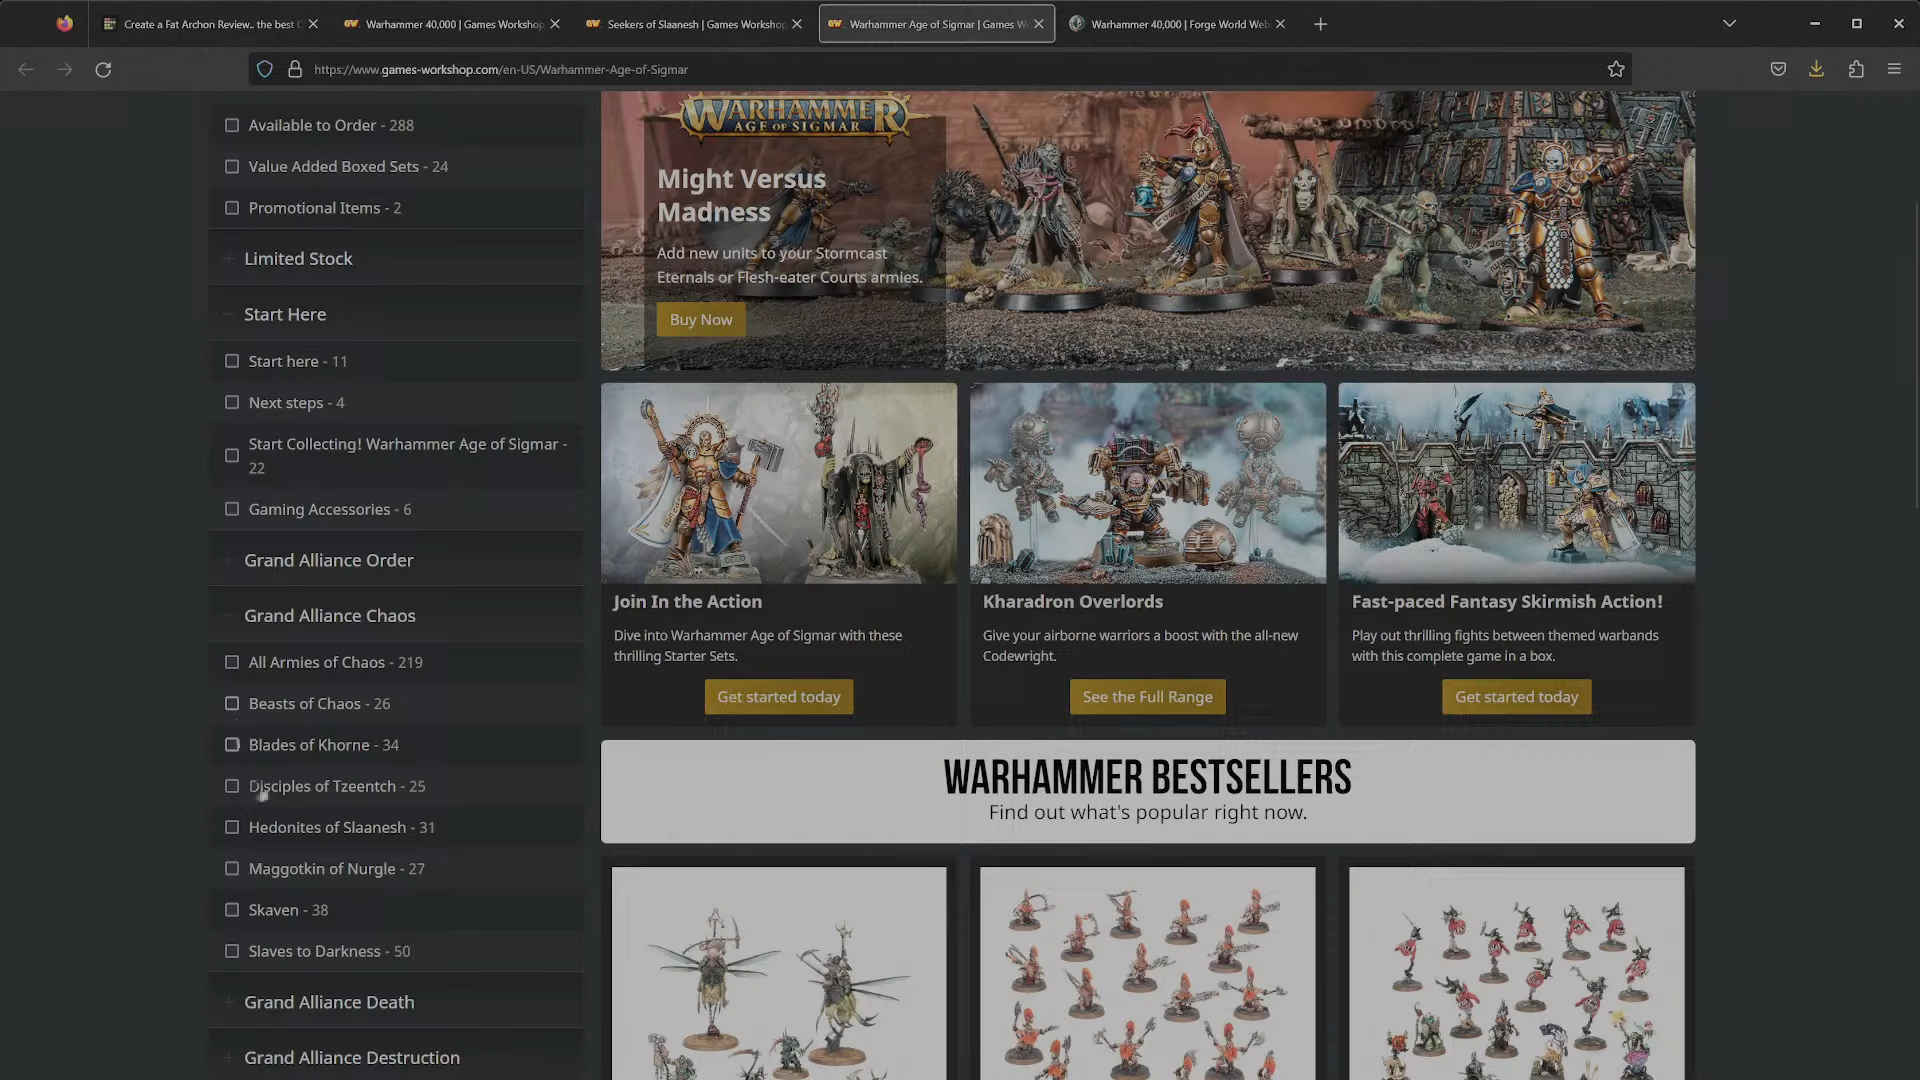 Create a Fat Archon Review.. the best C
Warhammer 40,000 | Games Workshop
Seekers of Slaanesh | Games Workshop
Warhammer Age of Sigmar | Games W
Warhammer 40,000 | Forge World Web
https://www.games-workshop.com/en-US/Warhammer-Age-of-Sigmar
Available to Order - 288
Value Added Boxed Sets - 24
Promotional Items - 2
Limited Stock
Start Here
Start here - 11
Next steps - 4
Start Collecting! Warhammer Age of Sigmar -
22
Gaming Accessories - 6
Grand Alliance Order
Grand Alliance Chaos
All Armies of Chaos - 219
Beasts of Chaos - 26
Blades of Khorne - 34
Disciples of Tzeentch - 25
Hedonites of Slaanesh - 31
Maggotkin of Nurgle - 27
Skaven - 38
Slaves to Darkness - 50
Grand Alliance Death
Grand Alliance Destruction
WARHAMMER
AGE OF SIGMAR
Might Versus
Madness
Add new units to your Stormcast
Eternals or Flesh-eater Courts armies.
Buy Now
Join In the Action
Dive into Warhammer Age of Sigmar with these
thrilling Starter Sets.
Get started today
Kharadron Overlords
Give your airborne warriors a boost with the all-new
Codewright.
See the Full Range
Fast-paced Fantasy Skirmish Action!
Play out thrilling fights between themed warbands
with this complete game in a box.
Get started today
WARHAMMER BESTSELLERS
Find out what's popular right now.